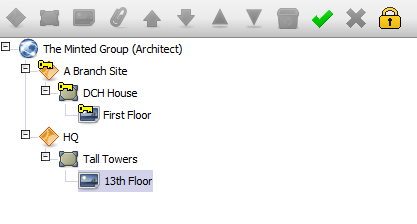 The Minted Group (Architect)
A Branch Site
DCH House
First Floor
HQ
Tall Towers
13th Floor